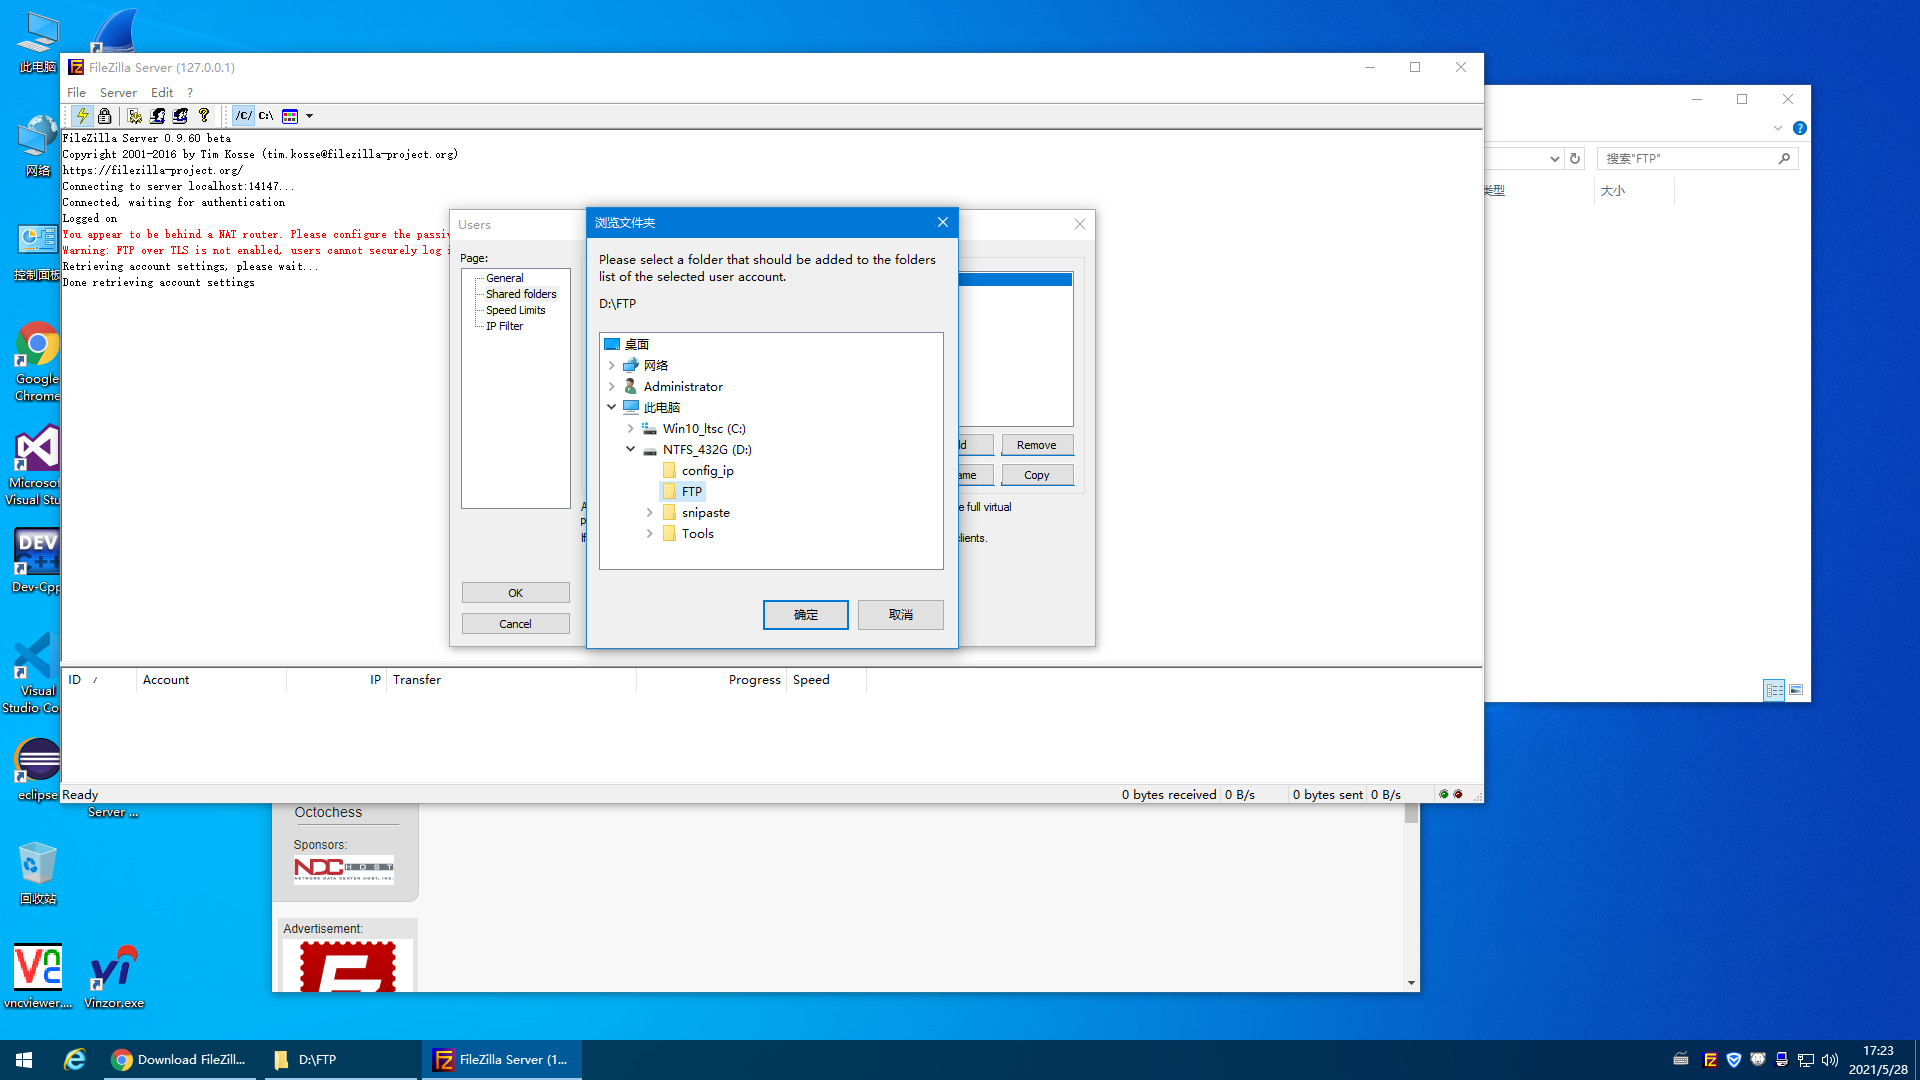 此电脑
网络
控制面板
Google
Chrome
Microsof
Visual Stu
DEV
C++
Dev-Cpp
Visual
Studio Co
eclipse
Server ...
回收站
vncviewer....
Vinzor.exe
FileZilla Server (127.0.0.1)
File Server Edit ?
/C/ C:\
FileZilla Server 0.9.60 beta
Copyright 2001-2016 by Tim Kosse (tim.kosse@filezilla-project.org)
https://filezilla-project.org/
Connecting to server localhost:14147...
Connected, waiting for authentication
Logged on
You appear to be behind a NAT router. Please configure the passiv
Warning: FTP over TLS is not enabled, users cannot securely log i
Retrieving account settings, please wait...
Done retrieving account settings
Users
Page:
General
Shared folders
Speed Limits
IP Filter
OK
Cancel
Remove
ame
Copy
e full virtual
lients.
浏览文件夹
Please select a folder that should be added to the folders
list of the selected user account.
D:\FTP
桌面
网络
Administrator
此电脑
Win10_ltsc (C:)
NTFS_432G (D:)
config_ip
FTP
snipaste
Tools
确定
取消
搜索"FTP"
类型
大小
ID Account IP Transfer Progress Speed
Ready
0 bytes received 0 B/s 0 bytes sent 0 B/s
Octochess
Sponsors:
NDC HOST
NETWORK DATA CENTER HOST, INC.
Advertisement:
Download FileZill...
D:\FTP
FileZilla Server (1...
17:23
2021/5/28